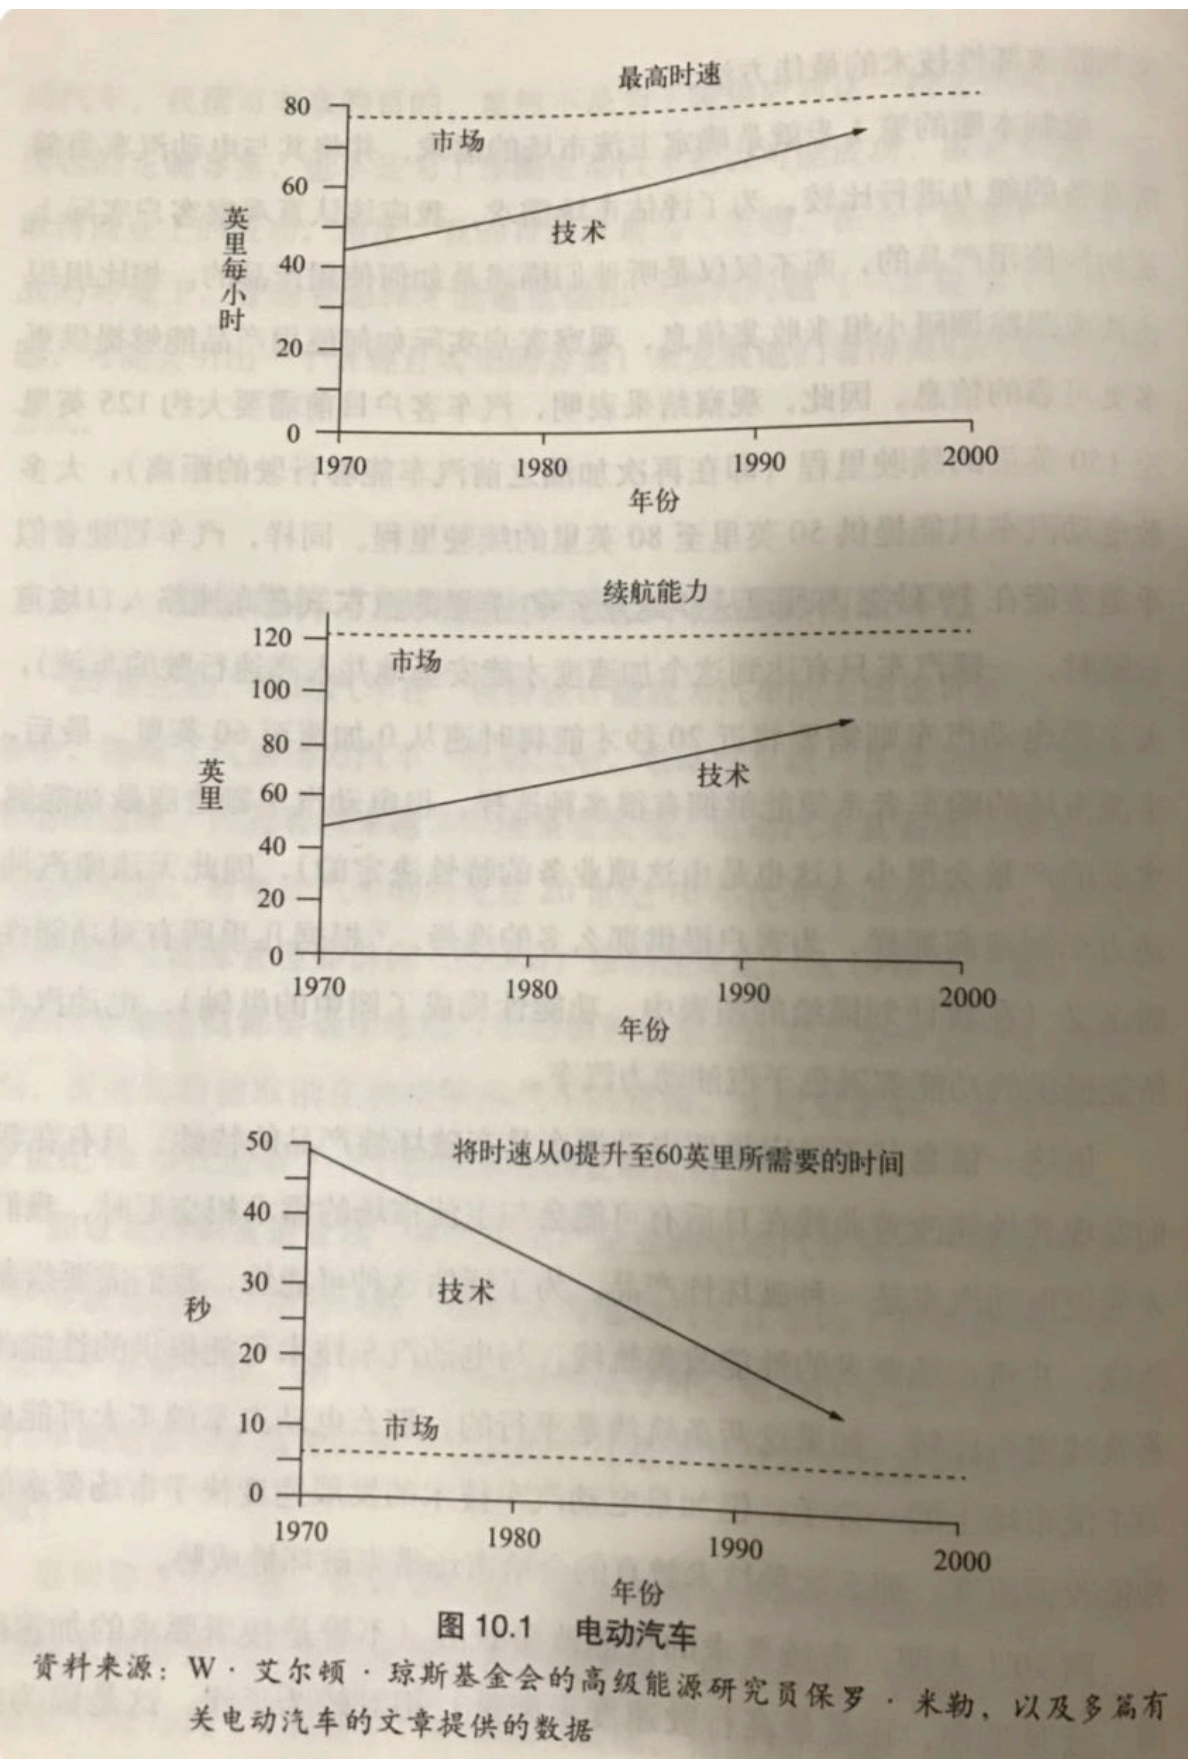 最高时速
80
市场
60
英里每小时
技术
40
20
0
1970
1980
1990
2000
年份
续航能力
120
市场
100
80
英里
技术
60
40
20
0
1970
1980
1990
2000
年份
50
将时速从0提升至60英里所需要的时间
40
技术
30
秒
20
10
市场
0
1970
1980
1990
2000
年份
图 10.1 电动汽车
资料来源：W·艾尔顿·琼斯基金会的高级能源研究员保罗·米勒，以及多篇有
关电动汽车的文章提供的数据